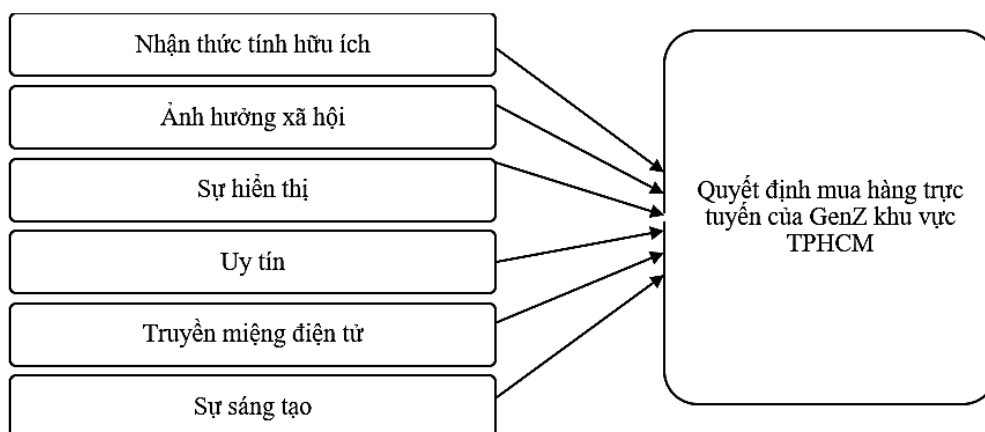 Nhận thức tính hữu ích
Ảnh hưởng xã hội
Sự hiển thị
Uy tín
Truyền miệng điện tử
Sự sáng tạo
Quyết định mua hàng trực
tuyến của GenZ khu vực
TPHCM